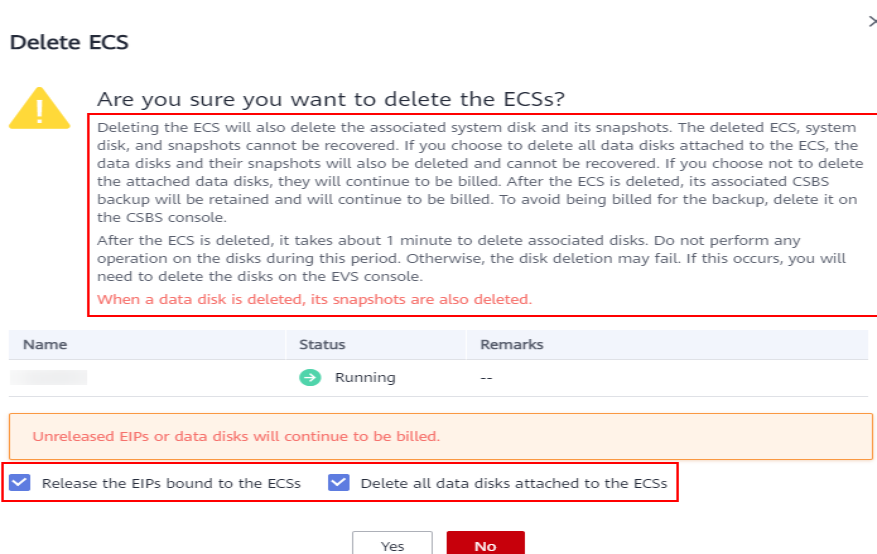 Delete ECS
Are you sure you want to delete the ECSs?
Deleting the ECS will also delete the associated system disk and its snapshots. The deleted ECS, system
disk, and snapshots cannot be recovered. If you choose to delete all data disks attached to the ECS, the
data disks and their snapshots will also be deleted and cannot be recovered. If you choose not to delete
the attached data disks, they will continue to be billed. After the ECS is deleted, its associated CSBS
backup will be retained and will continue to be billed. To avoid being billed for the backup, delete it on
the CSBS console.
After the ECS is deleted, it takes about 1 minute to delete associated disks. Do not perform any
operation on the disks during this period. Otherwise, the disk deletion may fail. If this occurs, you will
need to delete the disks on the EVS console.
When a data disk is deleted, its snapshots are also deleted.
Name Status Remarks
Running --
Unreleased EIPs or data disks will continue to be billed.
Release the EIPs bound to the ECSs Delete all data disks attached to the ECSs
Yes No